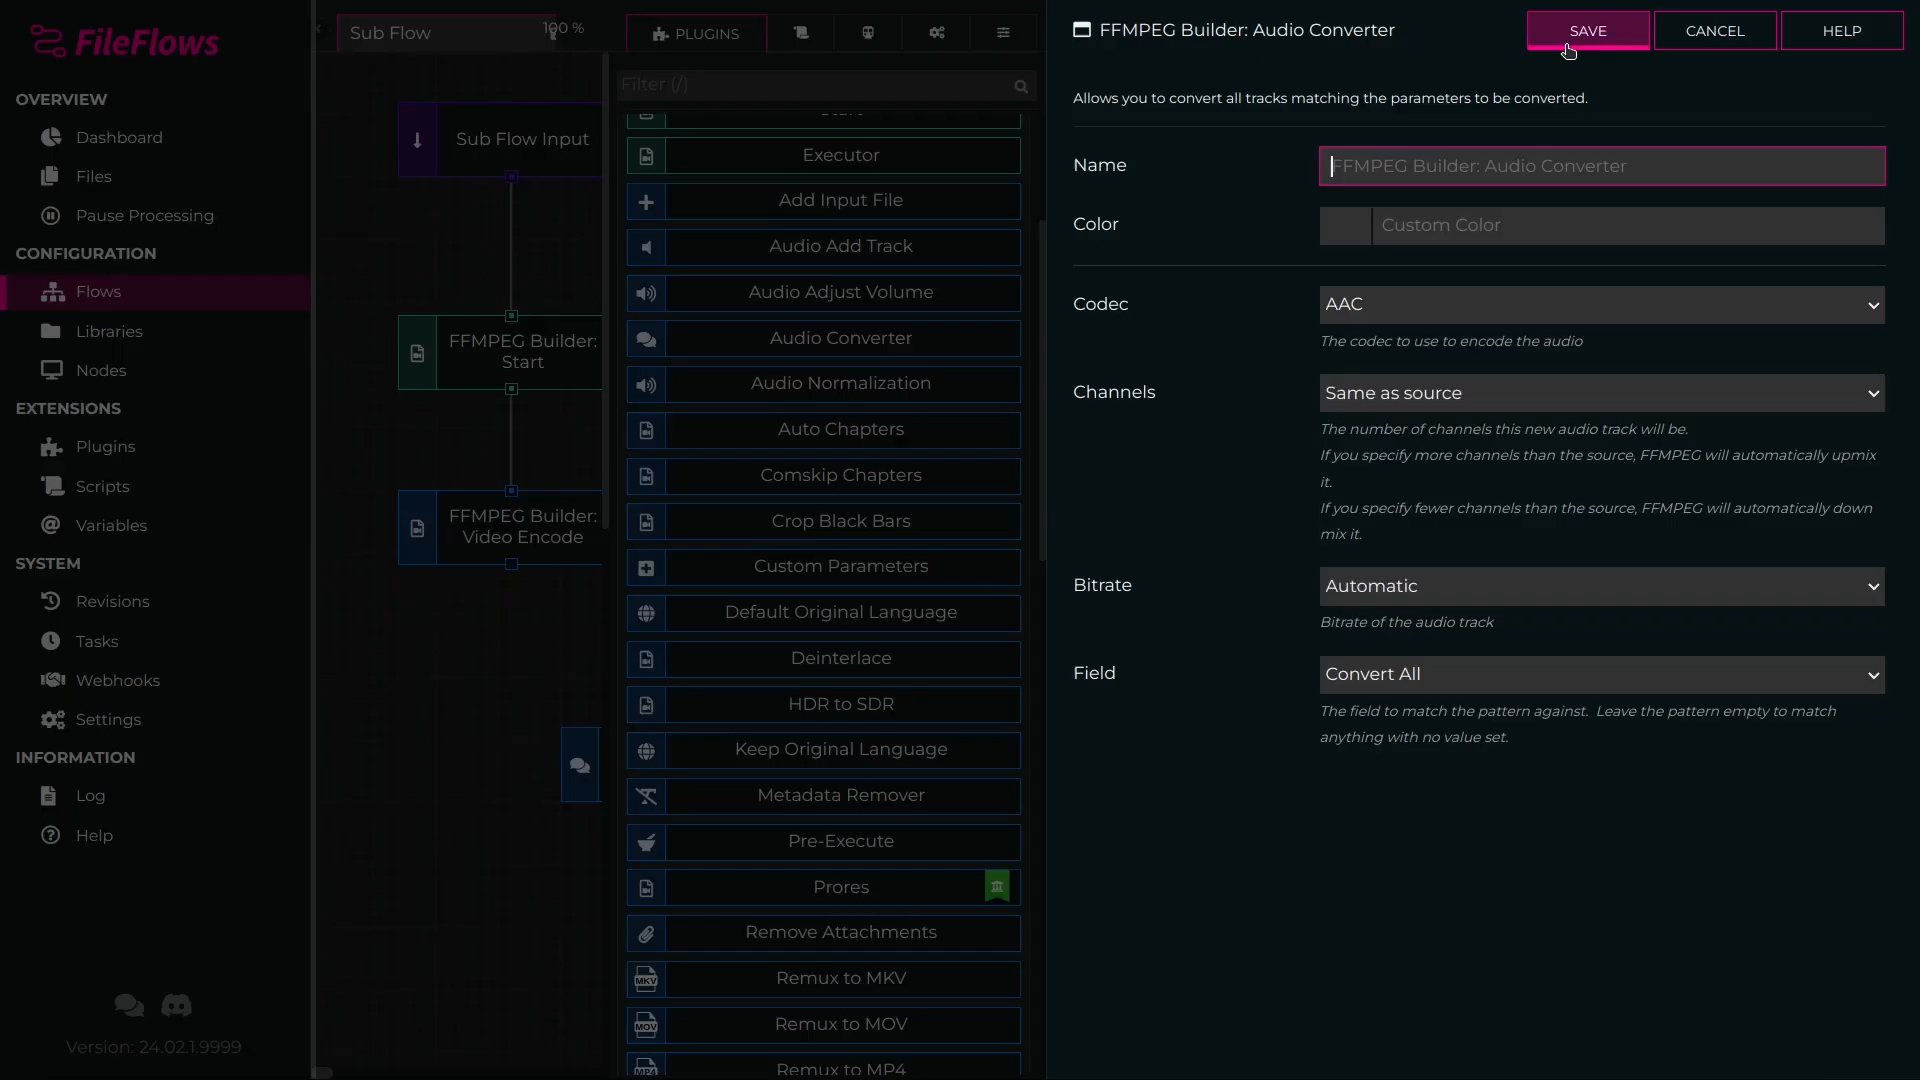 FileFlows
OVERVIEW
Dashboard
Files
Pause Processing
CONFIGURATION
Flows
Libraries
Nodes
EXTENSIONS
Plugins
Scripts
Variables
SYSTEM
Revisions
Tasks
Webhooks
Settings
INFORMATION
Log
Help
Version: 24.02.1.9999
Sub Flow
100 %
Sub Flow Input
FFMPEG Builder:
Start
FFMPEG Builder:
Video Encode
PLUGINS
Filter (/)
Start
Executor
Add Input File
Audio Add Track
Audio Adjust Volume
Audio Converter
Audio Normalization
Auto Chapters
Comskip Chapters
Crop Black Bars
Custom Parameters
Default Original Language
Deinterlace
HDR to SDR
Keep Original Language
Metadata Remover
Pre-Execute
Prores
Remove Attachments
MKV
Remux to MKV
MOV
Remux to MOV
MP4
Remux to MP4
FFMPEG Builder: Audio Converter
SAVE
CANCEL
HELP
Allows you to convert all tracks matching the parameters to be converted.
Name
FFMPEG Builder: Audio Converter
Color
Custom Color
Codec
AAC
The codec to use to encode the audio
Channels
Same as source
The number of channels this new audio track will be.
If you specify more channels than the source, FFMPEG will automatically upmix
it.
If you specify fewer channels than the source, FFMPEG will automatically down
mix it.
Bitrate
Automatic
Bitrate of the audio track
Field
Convert All
The field to match the pattern against.  Leave the pattern empty to match
anything with no value set.